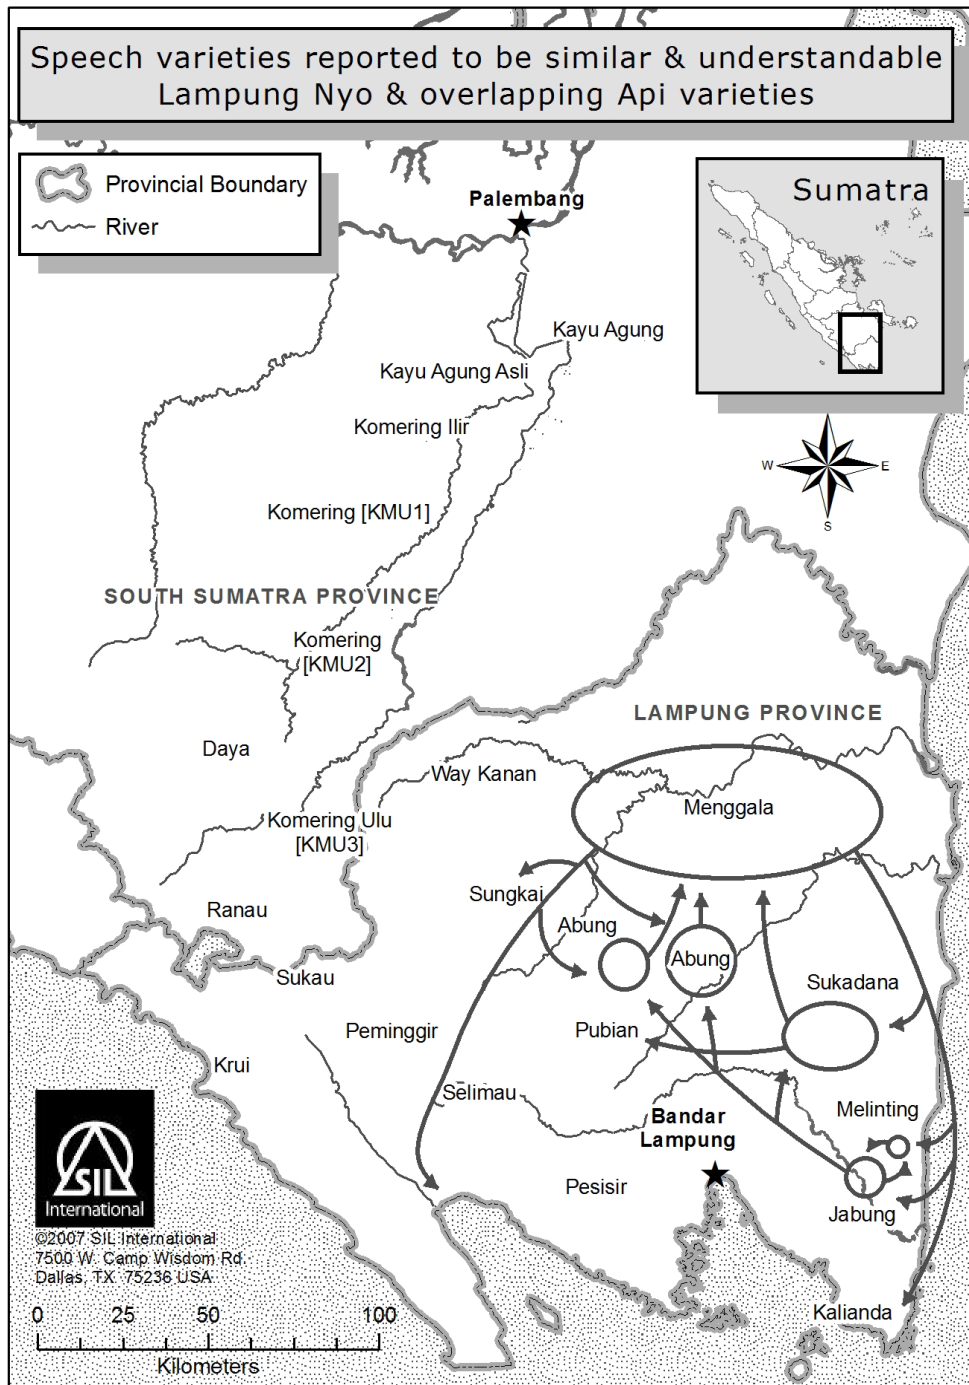 Speech varieties reported to be similar & understandable
Lampung Nyo & overlapping Api varieties
Provincial Boundary
River
Palembang
Sumatra
Kayu Agung
Kayu Agung Asli
Komering Ilir
W
E
S
Komering [KMU1]
SOUTH SUMATRA PROVINCE
Komering
[KMU2]
LAMPUNG PROVINCE
Daya
Way Kanan
Menggala
Komering Ulu
[KMU3]
Sungkai
Ranau
Abung
Abung
Sukau
Sukadana
Peminggir
Pubian
Krui
Selimau
Bandar
Lampung
Melinting
Pesisir
Jabung
Kalianda
SIL
International
©2007 SIL International
7500 W. Camp Wisdom Rd
Dallas, TX 75236 USA
0 25 50 100
Kilometers